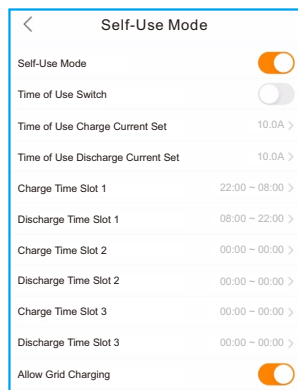 Self-Use Mode
Self-Use Mode
Time of Use Switch
Time of Use Charge Current Set 10.0A
Time of Use Discharge Current Set 10.0A
Charge Time Slot 1 22:00 ~ 08:00
Discharge Time Slot 1 08:00 ~ 22:00
Charge Time Slot 2 00:00 ~ 00:00
Discharge Time Slot 2 00:00 ~ 00:00
Charge Time Slot 3 00:00 ~ 00:00
Discharge Time Slot 3 00:00 ~ 00:00
Allow Grid Charging